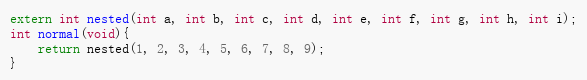 extern int nested(int a, int b, int c, int d, int e, int f, int g, int h, int i);
int normal(void){
    return nested(1, 2, 3, 4, 5, 6, 7, 8, 9);
}